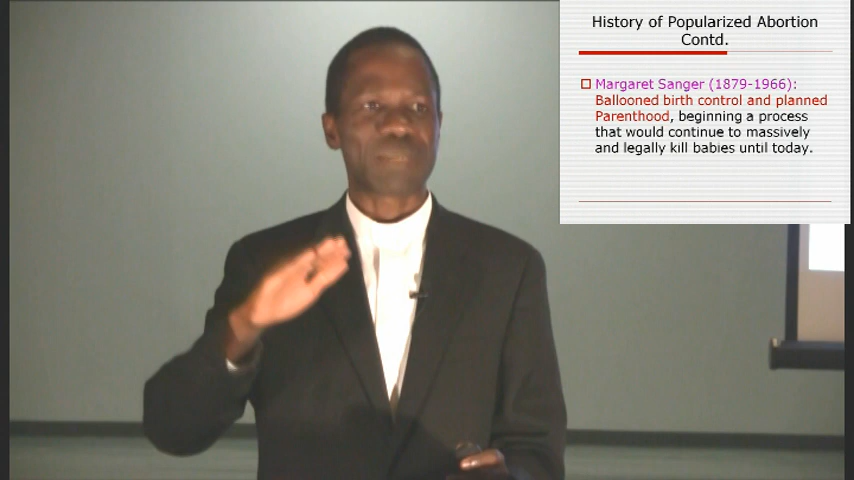 History of Popularized Abortion
Contd.
Margaret Sanger (1879-1966):
Ballooned birth control and planned
Parenthood, beginning a process
that would continue to massively
and legally kill babies until today.